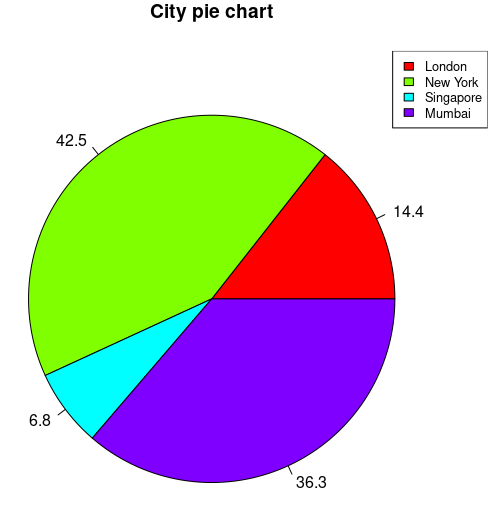 City pie chart
London
New York
Singapore
Mumbai
42.5
14.4
6.8
36.3